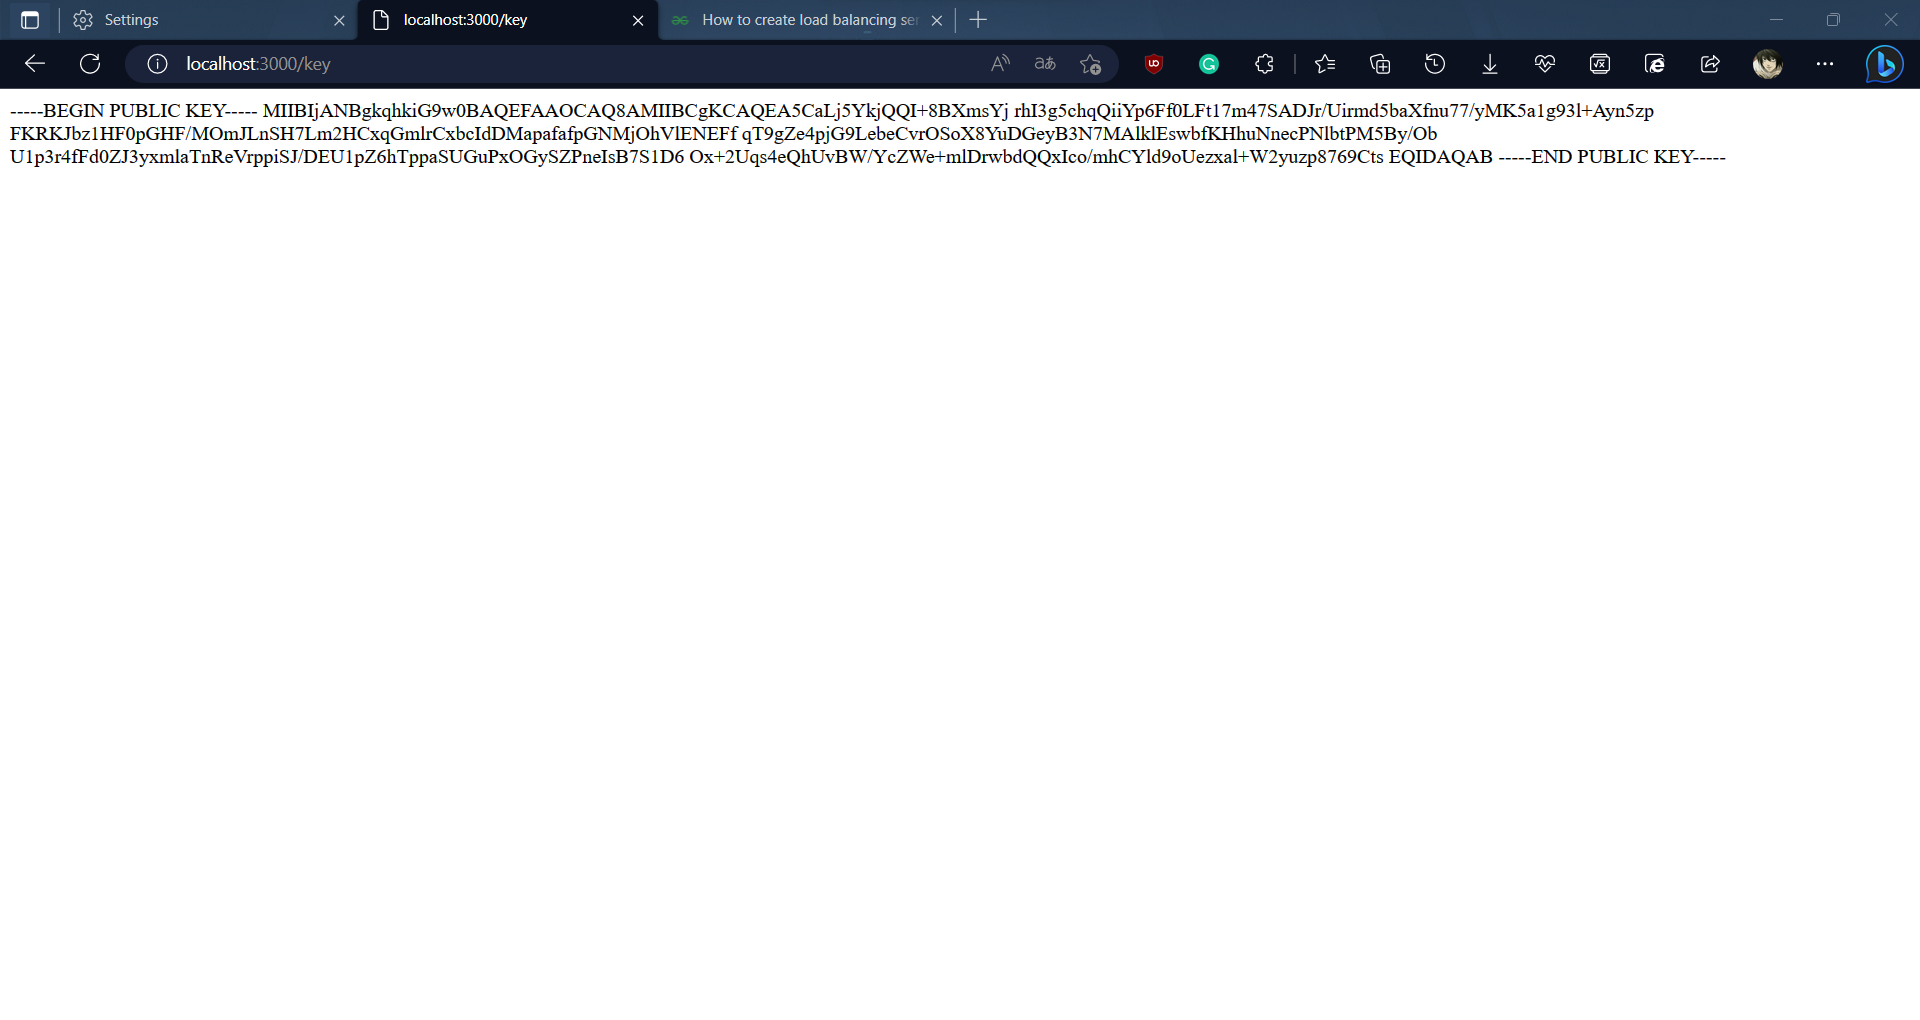 Settings
localhost:3000/key
How to create load balancing ser
localhost:3000/key
-----BEGIN PUBLIC KEY----- MIIBIjANBgkqhkiG9w0BAQEFAAOCAQ8AMIIBCgKCAQEA5CaLj5YkjQQI+8BXmsYj rhI3g5chqQiiYp6Ff0LFt17m47SADJr/Uirmd5baXfnu77/yMK5a1g93l+Ayn5zp
FKRKJbz1HF0pGHF/MOmJLnSH7Lm2HCxqGmlrCxbcIdDMapafafpGNMjOhVlENEFf qT9gZe4pjG9LebeCvrOSoX8YuDGeyB3N7MAlklEswbfKHhuNnecPNlbtPM5By/Ob
U1p3r4fFd0ZJ3yxmlaTnReVrppiSJ/DEU1pZ6hTppaSUGuPxOGySZPneIsB7S1D6 Ox+2Uqs4eQhUvBW/YcZWe+mlDrwbdQQxIco/mhCYld9oUezxal+W2yuzp8769Cts EQIDAQAB -----END PUBLIC KEY-----